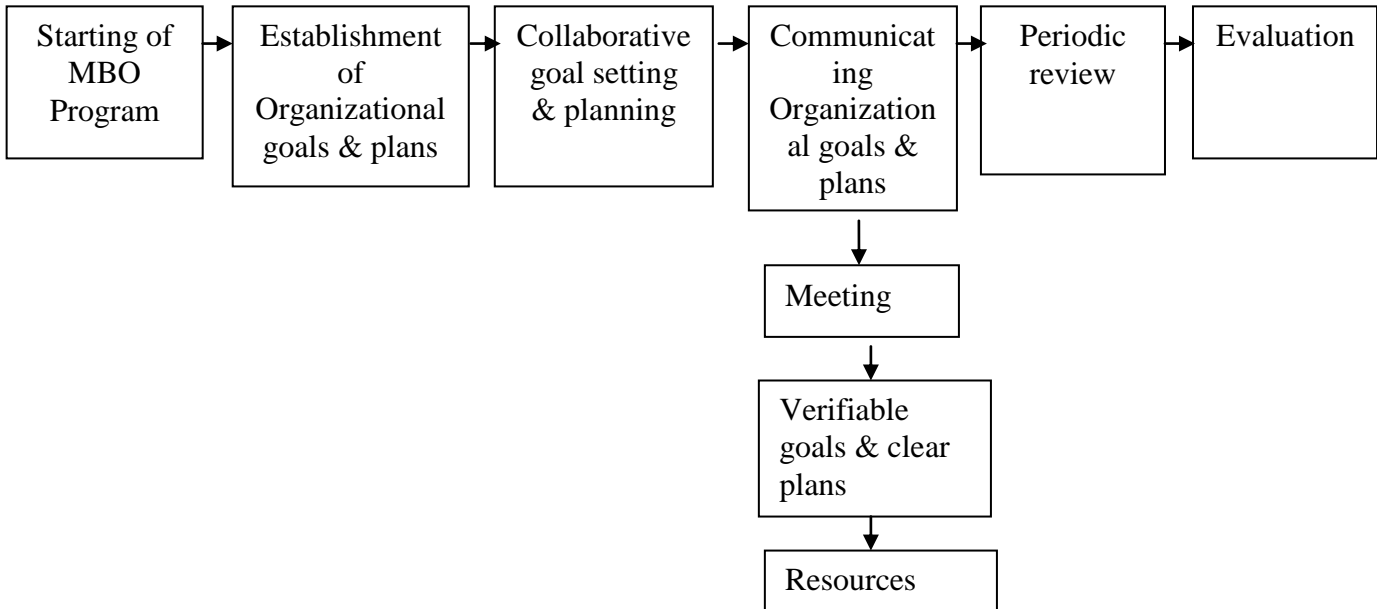 Starting of
MBO
Program
Establishment
of
Organizational
goals & plans
Collaborative
goal setting
& planning
Communicat
ing
Organization
al goals &
plans
Periodic
review
Evaluation
Meeting
Verifiable
goals & clear
plans
Resources